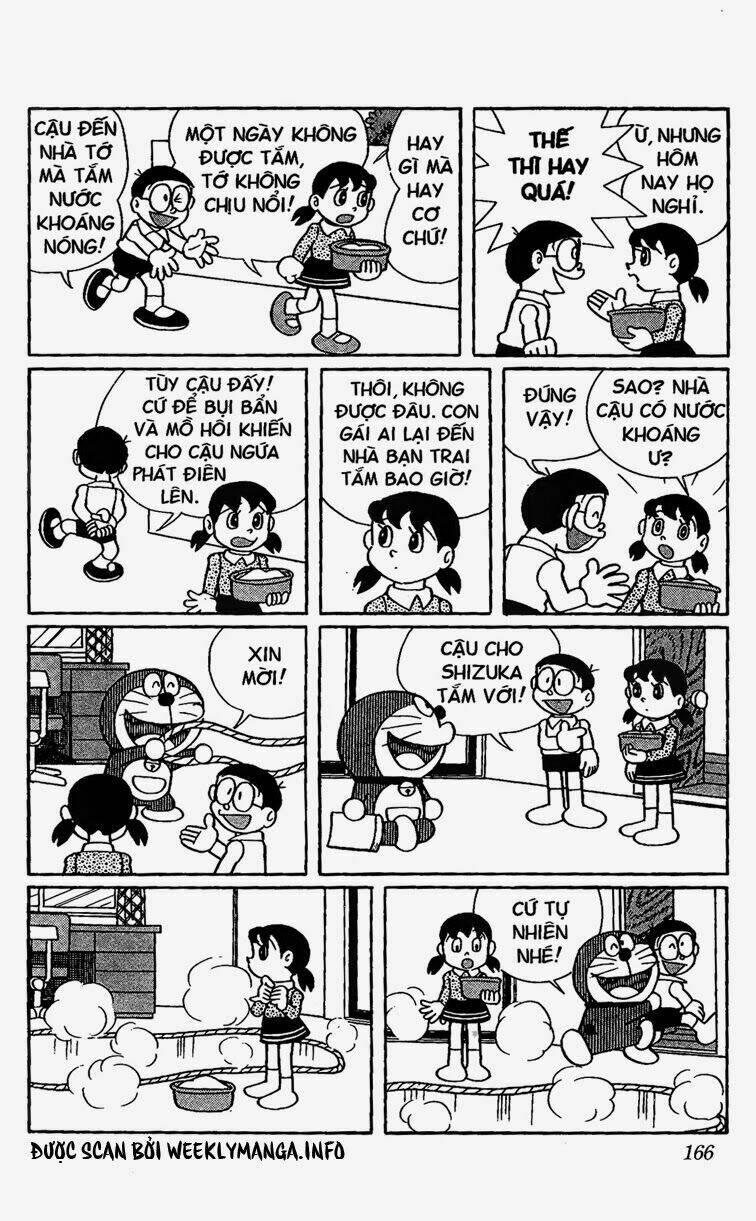 Ừ, NHƯNG
HÔM
NAY HỌ
NGHỈ.
THẾ
THÌ HAY
QUÁ!
HAY
GÌ MÀ
HAY
CƠ
CHỨ!
MỘT NGÀY KHÔNG
ĐƯỢC TẮM,
TỚ KHÔNG
CHỊU NỔI!
CẬU ĐẾN
NHÀ TỚ
MÀ TẮM
NƯỚC
KHOÁNG
NÓNG!
SAO? NHÀ
CẬU CÓ NƯỚC
KHOÁNG
Ư?
ĐÚNG
VẬY!
THÔI, KHÔNG
ĐƯỢC ĐÂU. CON
GÁI AI LẠI ĐẾN
NHÀ BẠN TRAI
TẮM BAO GIỜ!
TÙY CẬU ĐẤY!
CỨ ĐỂ BỤI BẨN
VÀ MỒ HÔI KHIẾN
CHO CẬU NGỨA
PHÁT ĐIÊN
LÊN.
CẬU CHO
SHIZUKA
TẮM VỚI!
XIN
MỜI!
CỨ TỰ
NHIÊN
NHÉ!
ĐƯỢC SCAN BỞI WEEKLYMANGA.INFO
166